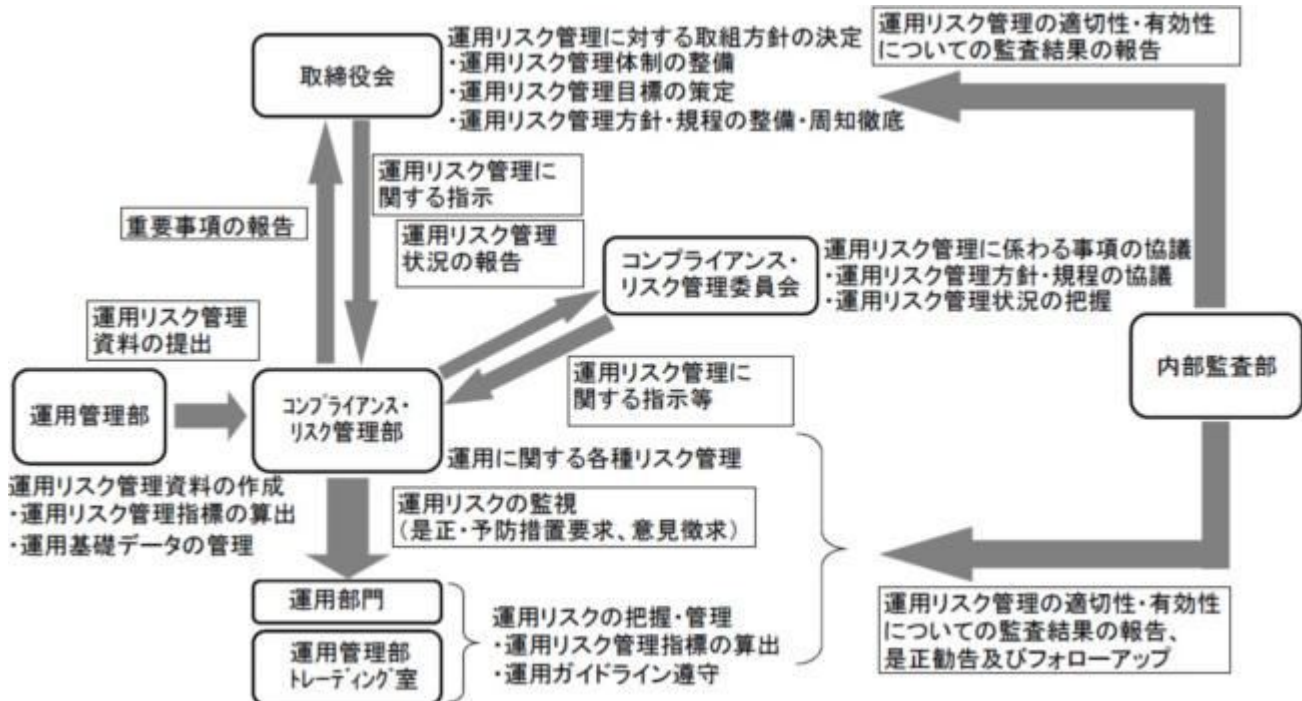 取締役会
運用リスク管理に対する取組方針の決定
・運用リスク管理体制の整備
・運用リスク管理目標の策定
・運用リスク管理方針・規程の整備・周知徹底
運用リスク管理の適切性・有効性
についての監査結果の報告
運用リスク管理に
関する指示
重要事項の報告
運用リスク管理
状況の報告
コンプライアンス・
リスク管理委員会
運用リスク管理に係わる事項の協議
・運用リスク管理方針・規程の協議
・運用リスク管理状況の把握
運用リスク管理
資料の提出
内部監査部
運用管理部
コンプライアンス・
リスク管理部
運用リスク管理に
関する指示等
運用に関する各種リスク管理
運用リスク管理資料の作成
・運用リスク管理指標の算出
・運用基礎データの管理
運用リスクの監視
(是正・予防措置要求、意見徴求)
運用部門
運用管理部
トレーディング室
運用リスクの把握・管理
・運用リスク管理指標の算出
・運用ガイドライン遵守
運用リスク管理の適切性・有効性
についての監査結果の報告、
是正勧告及びフォローアップ